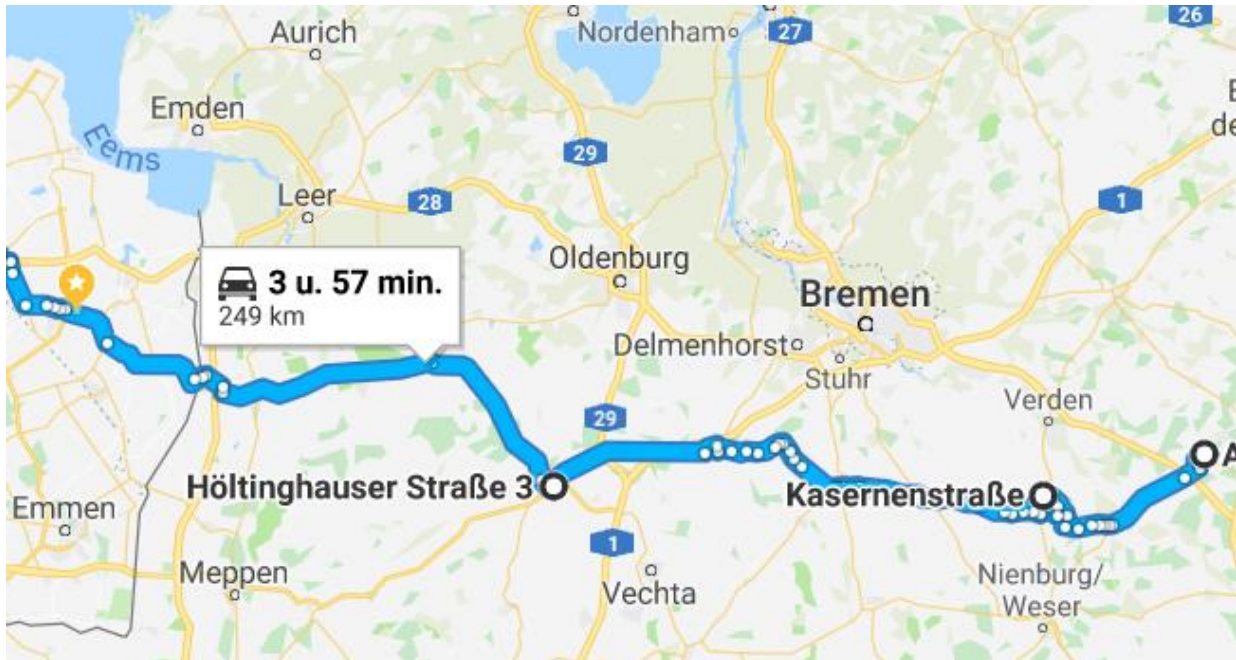 26
Aurich
Nordenham
27
E
de
Emden
Eems
29
Leer
28
1
Oldenburg
3 u. 57 min.
249 km
Bremen
Delmenhorst
Stuhr
Verden
29
A
Höltinghauser Straße 3
Kasernenstraße
Emmen
1
Meppen
Vechta
Nienburg/
Weser